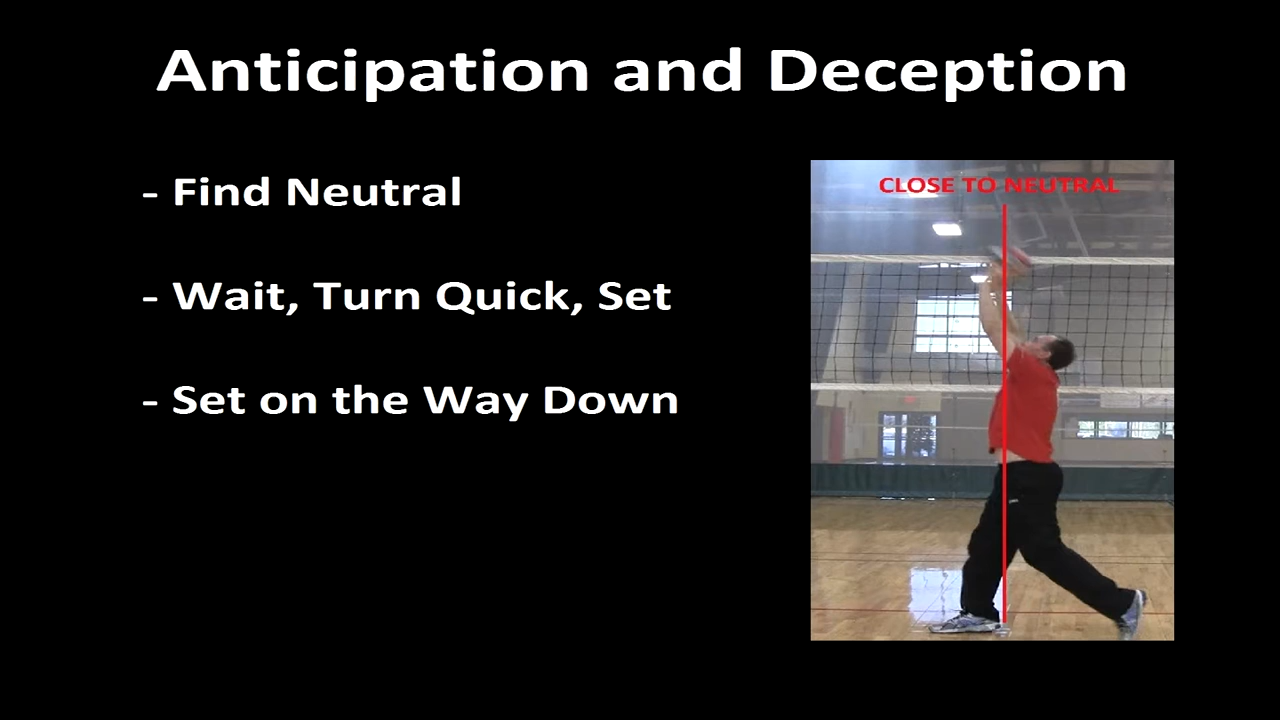 Anticipation and Deception
- Find Neutral
- Wait, Turn Quick, Set
- Set on the Way Down
CLOSE TO NEUTRAL